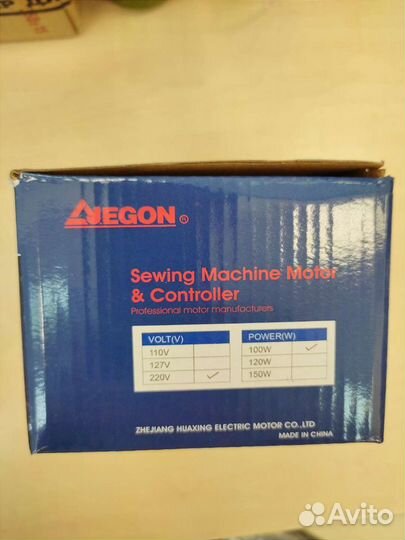 AEGON
Sewing Machine Motor
& Controller
Professional motor manufacturers
VOLT(V) POWER(W)
110V 100W ✓
127V 120W
220V ✓ 150W
ZHEJIANG HUAXING ELECTRIC MOTOR CO.,LTD
MADE IN CHINA
Avito